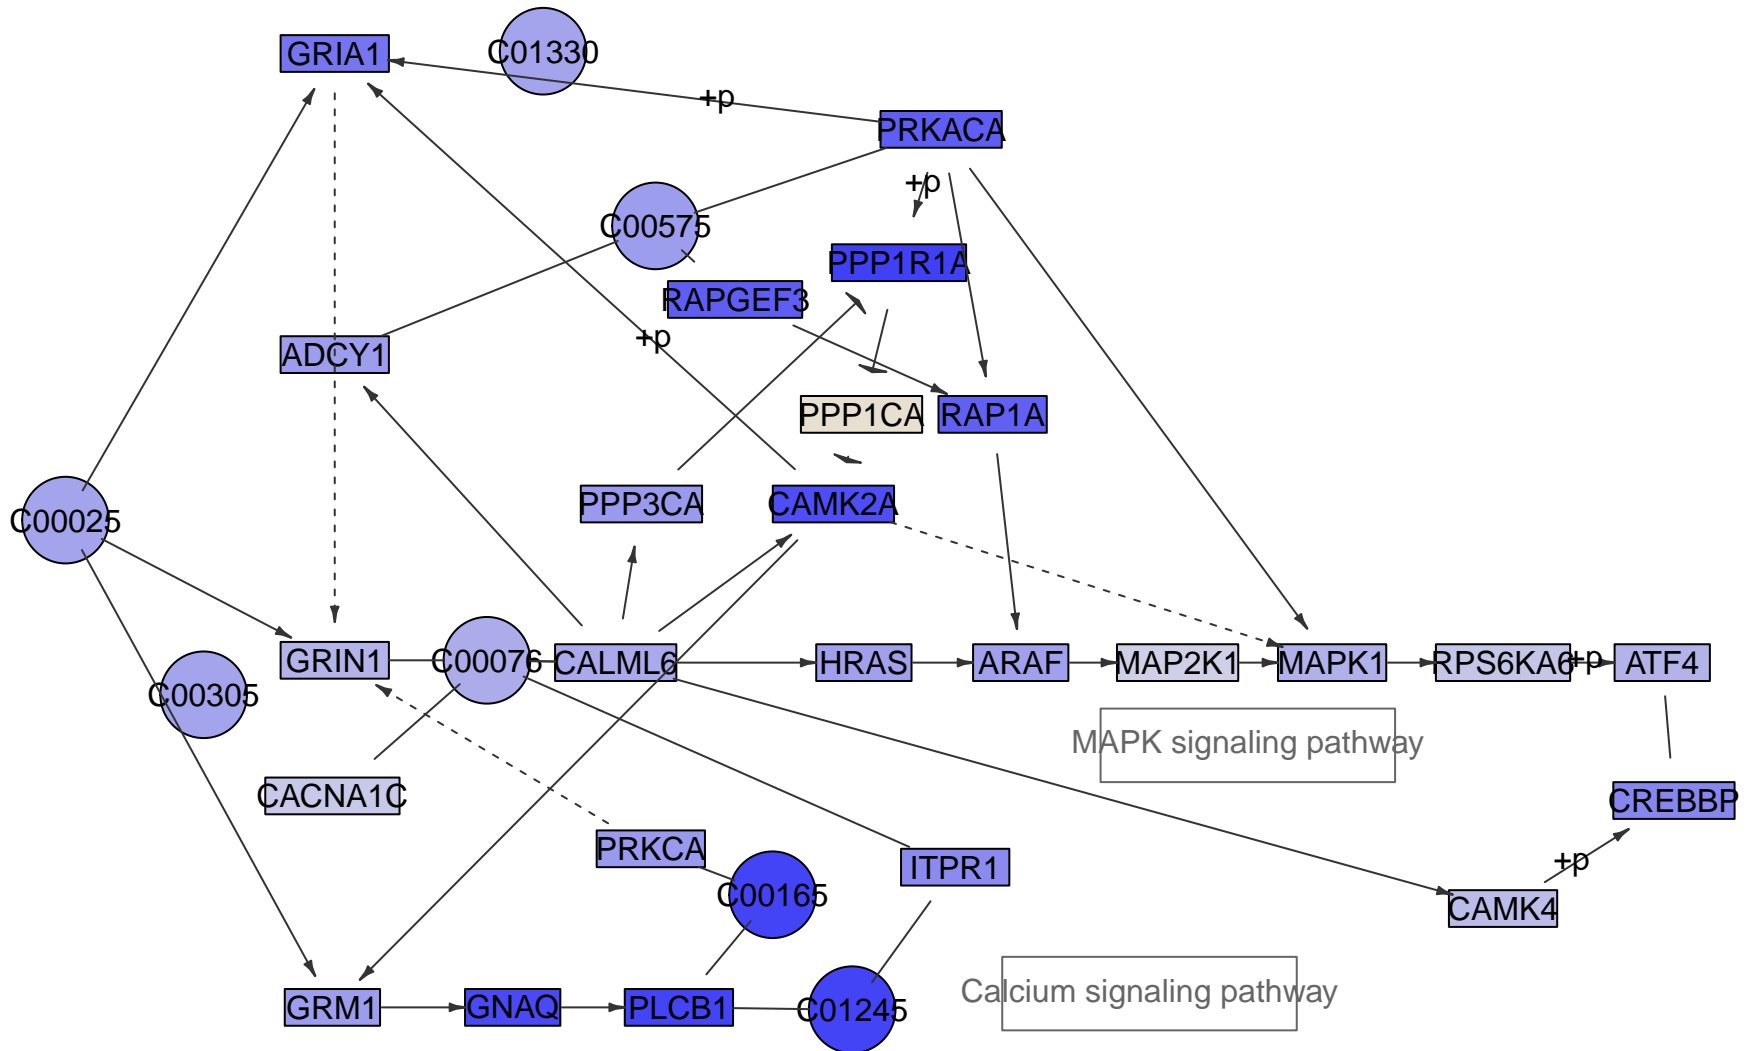 GRIA1
C01330
+p
PRKACA
+p
C00575
PPP1R1A
RAPGEF3
+p
ADCY1
PPP1CA
RAP1A
PPP3CA
CAMK2A
C00025
GRIN1
C00076
CALML6
HRAS
ARAF
MAP2K1
MAPK1
RPS6KA6
+p
ATF4
C00305
MAPK signaling pathway
CACNA1C
CREBBP
PRKCA
ITPR1
+p
C00165
CAMK4
Calcium signaling pathway
GRM1
GNAQ
PLCB1
C01245